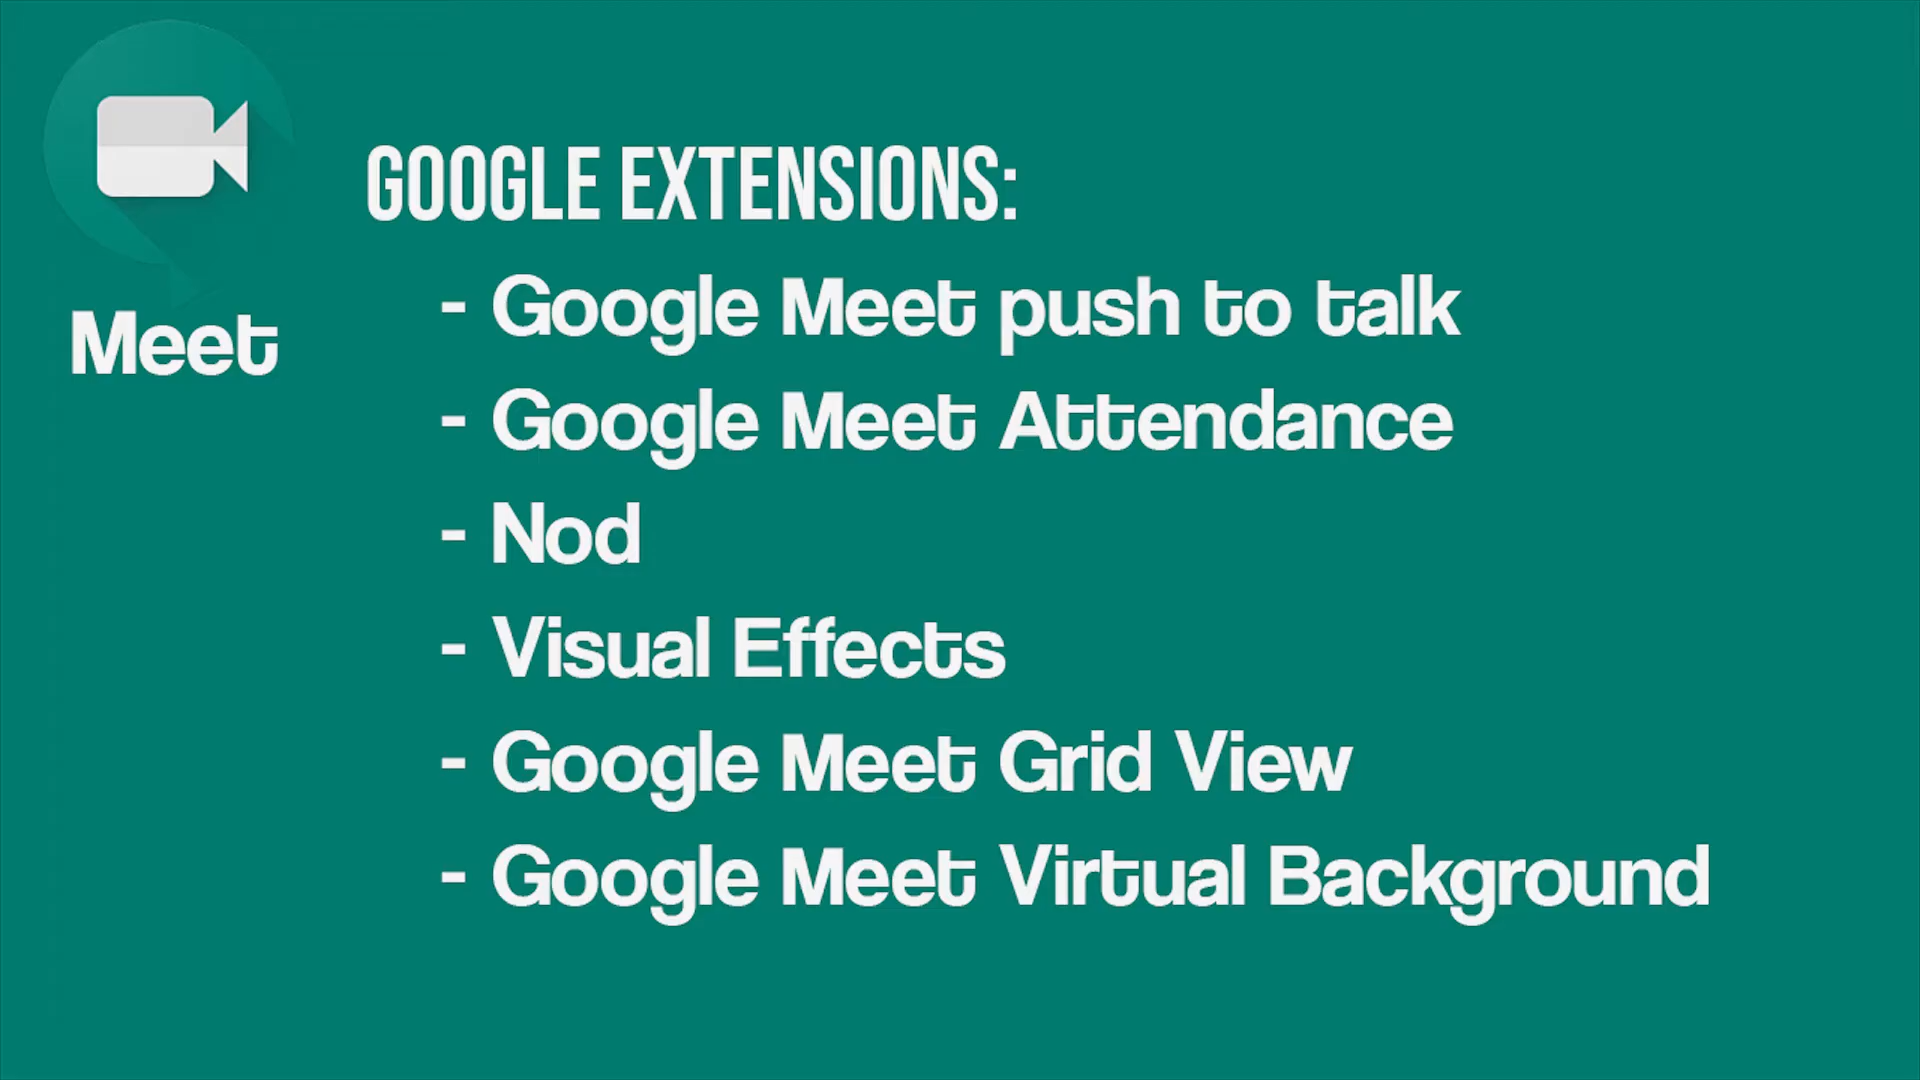 Meet
GOOGLE EXTENSIONS:
- Google Meet push to talk
- Google Meet Attendance
- Nod
- Visual Effects
- Google Meet Grid View
- Google Meet Virtual Background